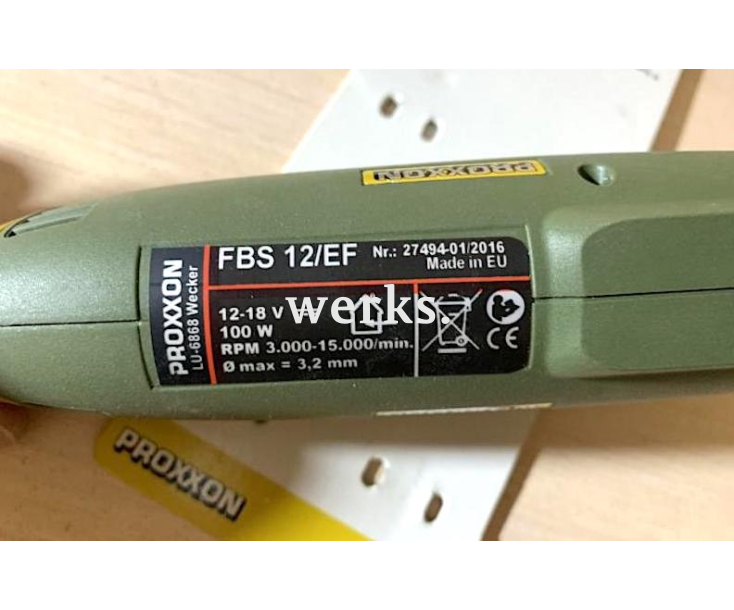 PROXXON
PROXXON
LU-6868 Wecker
FBS 12/EF Nr.: 27494-01/2016
Made in EU
12-18 V
100 W
RPM 3.000-15.000/min.
Ø max = 3,2 mm
CE
werks.
PROXXON